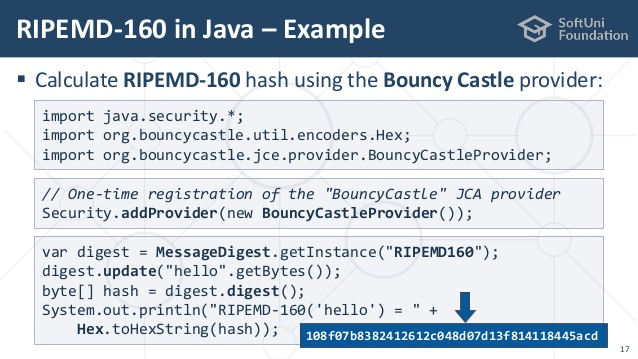 RIPEMD-160 in Java – Example
SoftUni
Foundation
▪ Calculate RIPEMD-160 hash using the Bouncy Castle provider:
import java.security.*;
import org.bouncycastle.util.encoders.Hex;
import org.bouncycastle.jce.provider.BouncyCastleProvider;
// One-time registration of the "BouncyCastle" JCA provider
Security.addProvider(new BouncyCastleProvider());
var digest = MessageDigest.getInstance("RIPEMD160");
digest.update("hello".getBytes());
byte[] hash = digest.digest();
System.out.println("RIPEMD-160('hello') = " +
Hex.toHexString(hash));
108f07b8382412612c048d07d13f814118445acd
17